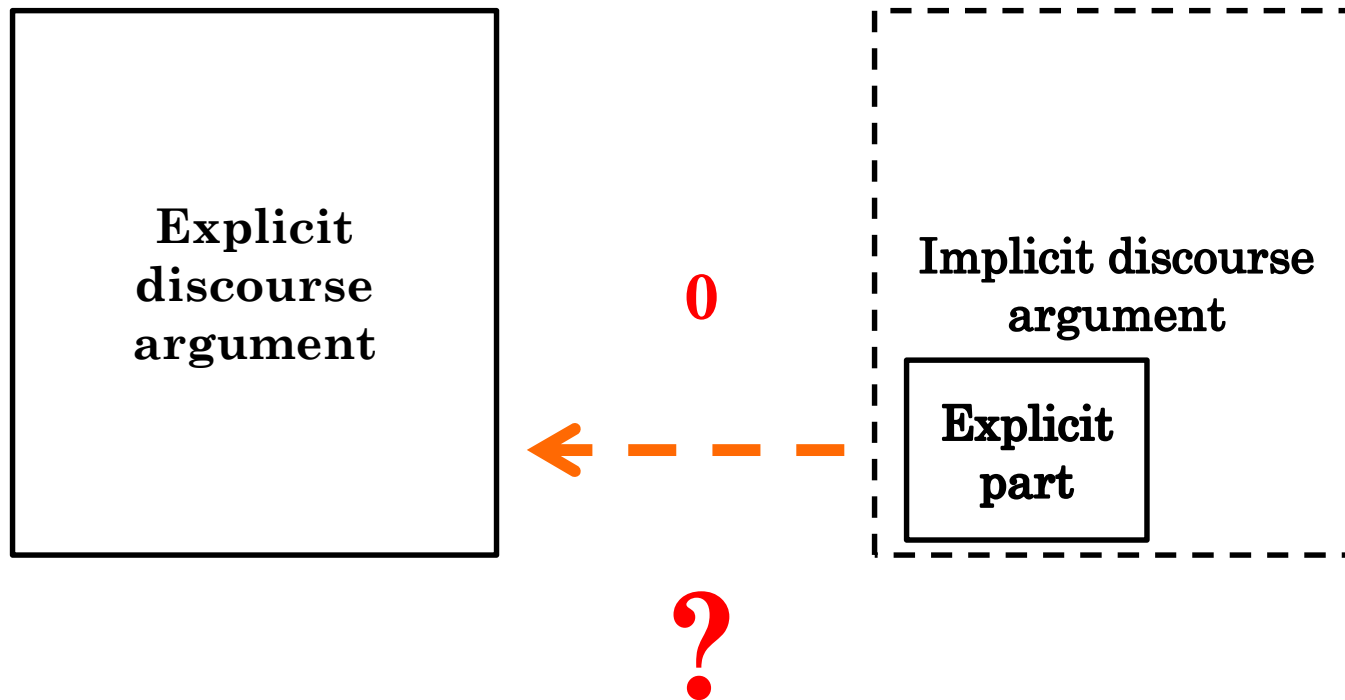 Explicit
discourse
argument
0
Implicit discourse
argument
Explicit
part
?